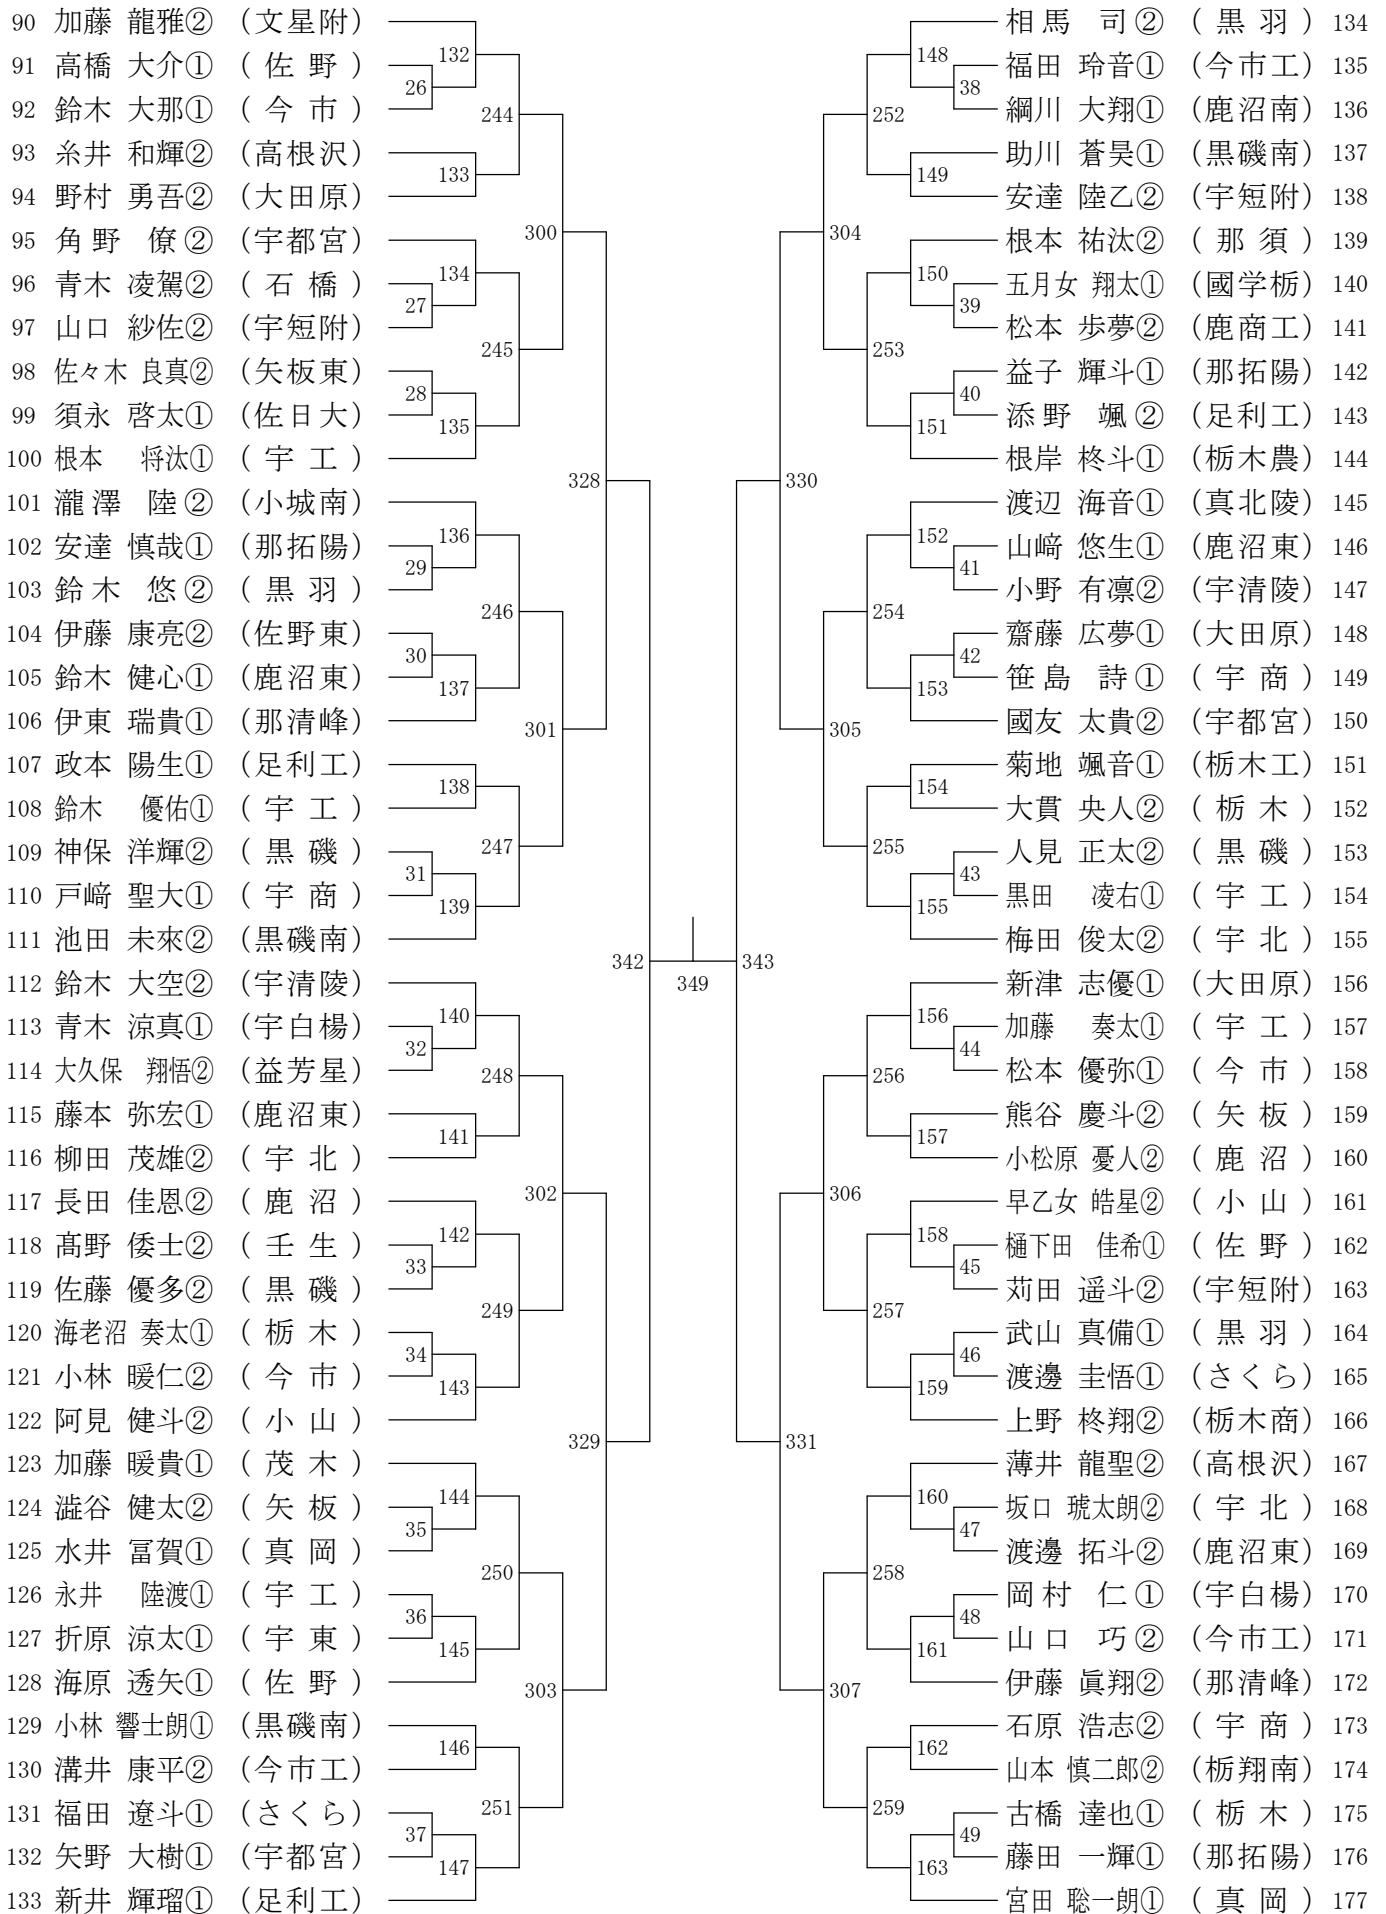 90 加藤 龍雅② （文星附）
91 高橋 大介① （ 佐 野 ）
92 鈴木 大那① （ 今 市 ）
93 糸井 和輝② （高根沢）
94 野村 勇吾② （大田原）
95 角野 僚② （宇都宮）
96 青木 凌駕② （ 石 橋 ）
97 山口 紗佐② （宇短附）
98 佐々木 良真② （矢板東）
99 須永 啓太① （佐日大）
100 根本 将汰① （ 宇 工 ）
101 瀧澤 陸② （小城南）
102 安達 慎哉① （那拓陽）
103 鈴木 悠② （ 黒 羽 ）
104 伊藤 康亮② （佐野東）
105 鈴木 健心① （鹿沼東）
106 伊東 瑞貴① （那清峰）
107 政本 陽生① （足利工）
108 鈴木 優佑① （ 宇 工 ）
109 神保 洋輝② （ 黒 磯 ）
110 戸﨑 聖大① （ 宇 商 ）
111 池田 未來② （黒磯南）
112 鈴木 大空② （宇清陵）
113 青木 涼真① （宇白楊）
114 大久保 翔悟② （益芳星）
115 藤本 弥宏① （鹿沼東）
116 柳田 茂雄② （ 宇 北 ）
117 長田 佳恩② （ 鹿 沼 ）
118 髙野 倭士② （ 壬 生 ）
119 佐藤 優多② （ 黒 磯 ）
120 海老沼 奏太① （ 栃 木 ）
121 小林 暖仁② （ 今 市 ）
122 阿見 健斗② （ 小 山 ）
123 加藤 暖貴① （ 茂 木 ）
124 澁谷 健太② （ 矢 板 ）
125 水井 冨賀① （ 真 岡 ）
126 永井 陸渡① （ 宇 工 ）
127 折原 涼太① （ 宇 東 ）
128 海原 透矢① （ 佐 野 ）
129 小林 響士朗① （黒磯南）
130 溝井 康平② （今市工）
131 福田 遼斗① （さくら）
132 矢野 大樹① （宇都宮）
133 新井 輝瑠① （足利工）
26
27
28
29
30
31
32
33
34
35
36
37
132
133
134
135
136
137
138
139
140
141
142
143
144
145
146
147
244
245
246
247
248
249
250
251
300
301
302
303
328
329
342
349
343
330
331
304
305
306
307
252
253
254
255
256
257
258
259
148
149
150
151
152
153
154
155
156
157
158
159
160
161
162
163
38
39
40
41
42
43
44
45
46
47
48
49
相馬 司② （ 黒 羽 ） 134
福田 玲音① （今市工） 135
綱川 大翔① （鹿沼南） 136
助川 蒼昊① （黒磯南） 137
安達 陸乙② （宇短附） 138
根本 祐汰② （ 那 須 ） 139
五月女 翔太① （國学栃） 140
松本 歩夢② （鹿商工） 141
益子 輝斗① （那拓陽） 142
添野 颯② （足利工） 143
根岸 柊斗① （栃木農） 144
渡辺 海音① （真北陵） 145
山﨑 悠生① （鹿沼東） 146
小野 有凛② （宇清陵） 147
齋藤 広夢① （大田原） 148
笹島 詩① （ 宇 商 ） 149
國友 太貴② （宇都宮） 150
菊地 颯音① （栃木工） 151
大貫 央人② （ 栃 木 ） 152
人見 正太② （ 黒 磯 ） 153
黒田 凌右① （ 宇 工 ） 154
梅田 俊太② （ 宇 北 ） 155
新津 志優① （大田原） 156
加藤 奏太① （ 宇 工 ） 157
松本 優弥① （ 今 市 ） 158
熊谷 慶斗② （ 矢 板 ） 159
小松原 憂人② （ 鹿 沼 ） 160
早乙女 皓星② （ 小 山 ） 161
樋下田 佳希① （ 佐 野 ） 162
苅田 遥斗② （宇短附） 163
武山 真備① （ 黒 羽 ） 164
渡邊 圭悟① （さくら） 165
上野 柊翔② （栃木商） 166
薄井 龍聖② （高根沢） 167
坂口 琥太朗② （ 宇 北 ） 168
渡邊 拓斗② （鹿沼東） 169
岡村 仁① （宇白楊） 170
山口 巧② （今市工） 171
伊藤 眞翔② （那清峰） 172
石原 浩志② （ 宇 商 ） 173
山本 慎二郎② （栃翔南） 174
古橋 達也① （ 栃 木 ） 175
藤田 一輝① （那拓陽） 176
宮田 聡一朗① （ 真 岡 ） 177